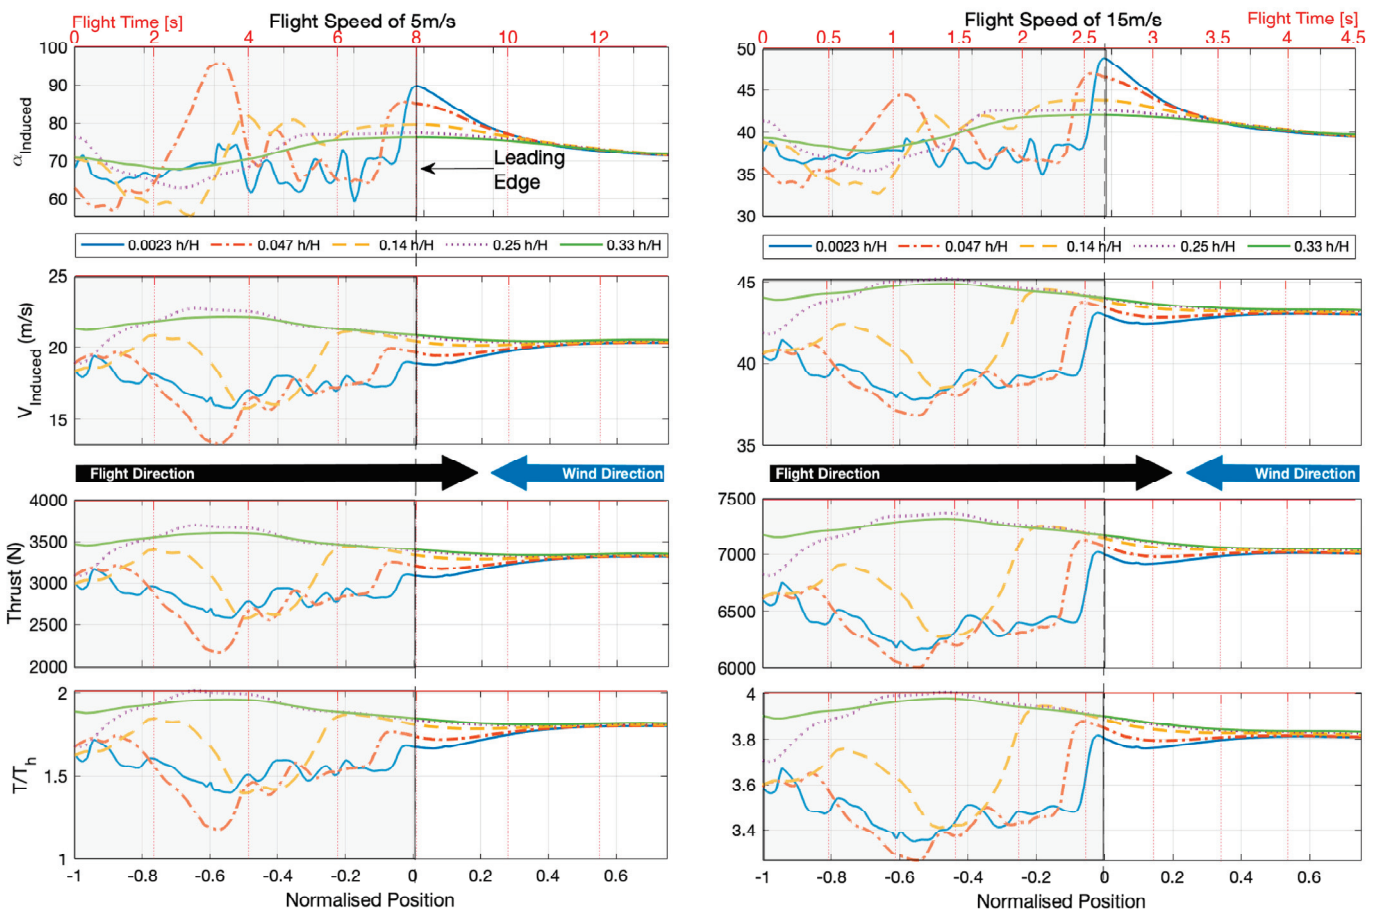 Flight Time [s] Flight Speed of 5m/s
0 2 4 6 8 10 12
100
90
80
70
60
α Induced
Leading
Edge
0.0023 h/H 0.047 h/H 0.14 h/H 0.25 h/H 0.33 h/H
25
20
15
V Induced (m/s)
Flight Direction Wind Direction
4000
3500
3000
2500
2000
Thrust (N)
2
1.5
1
T/T h
-1 -0.8 -0.6 -0.4 -0.2 0 0.2 0.4 0.6
Normalised Position
Flight Speed of 15m/s Flight Time [s]
0 0.5 1 1.5 2 2.5 3 3.5 4 4.5
50
45
40
35
30
0.0023 h/H 0.047 h/H 0.14 h/H 0.25 h/H 0.33 h/H
45
40
35
Flight Direction Wind Direction
7500
7000
6500
6000
4
3.8
3.6
3.4
-1 -0.8 -0.6 -0.4 -0.2 0 0.2 0.4 0.6
Normalised Position